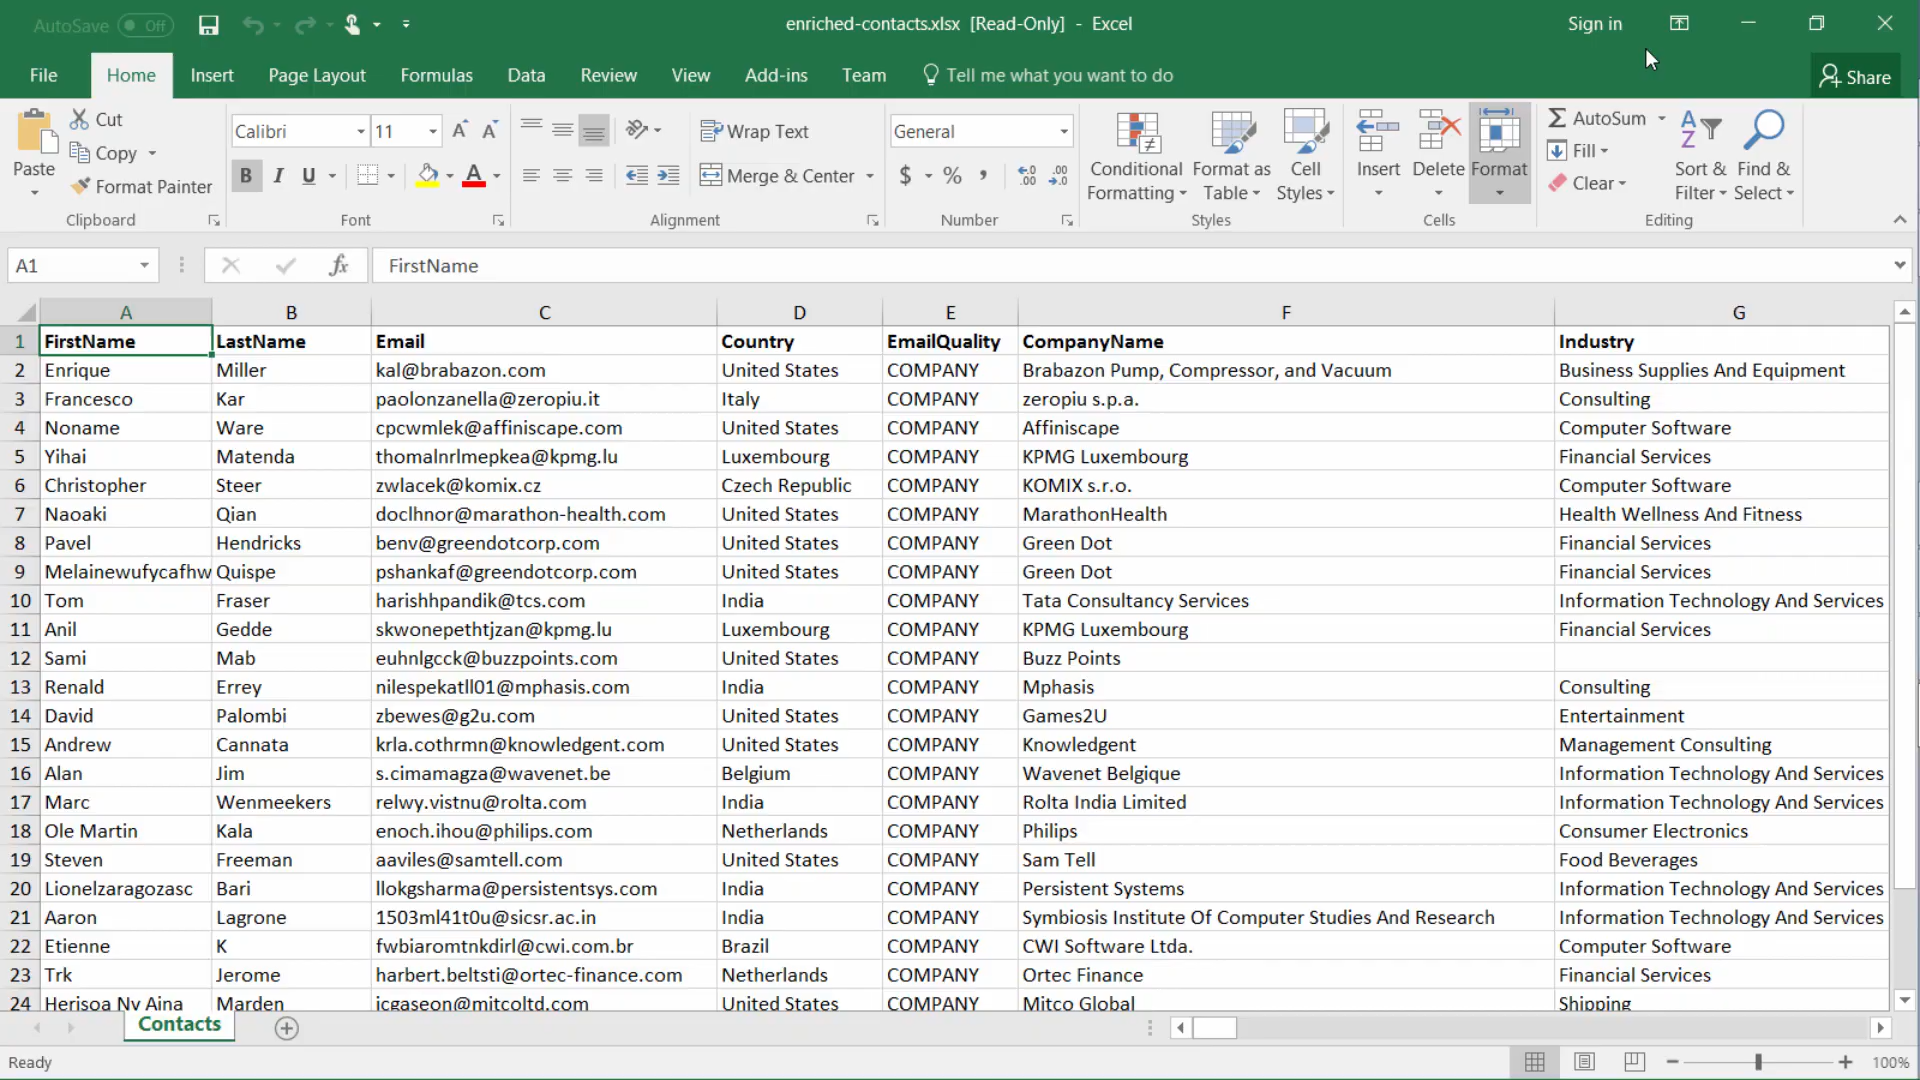 AutoSave Off enriched-contacts.xlsx [Read-Only] - Excel Sign in
File Home Insert Page Layout Formulas Data Review View Add-ins Team Tell me what you want to do Share
Paste Cut Copy Format Painter Clipboard
Calibri 11 B I U A Font
Wrap Text Merge & Center Alignment
General $ % , Number
Conditional Formatting Format as Table Cell Styles Styles
Insert Delete Format Cells
AutoSum Fill Clear Sort & Filter Find & Select Editing
A1 fx FirstName
A B C D E F G
1 FirstName LastName Email Country EmailQuality CompanyName Industry
2 Enrique Miller kal@brabazon.com United States COMPANY Brabazon Pump, Compressor, and Vacuum Business Supplies And Equipment
3 Francesco Kar paolonzanella@zeropiu.it Italy COMPANY zeropiu s.p.a. Consulting
4 Noname Ware cpcwmlek@affiniscape.com United States COMPANY Affiniscape Computer Software
5 Yihai Matenda thomalnrlmepkea@kpmg.lu Luxembourg COMPANY KPMG Luxembourg Financial Services
6 Christopher Steer zwlacek@komix.cz Czech Republic COMPANY KOMIX s.r.o. Computer Software
7 Naoaki Qian doclhnor@marathon-health.com United States COMPANY MarathonHealth Health Wellness And Fitness
8 Pavel Hendricks benv@greendotcorp.com United States COMPANY Green Dot Financial Services
9 Melainewufycafhw Quispe pshankaf@greendotcorp.com United States COMPANY Green Dot Financial Services
10 Tom Fraser harishhpandik@tcs.com India COMPANY Tata Consultancy Services Information Technology And Services
11 Anil Gedde skwonepethtjzan@kpmg.lu Luxembourg COMPANY KPMG Luxembourg Financial Services
12 Sami Mab euhnlgcck@buzzpoints.com United States COMPANY Buzz Points
13 Renald Errey nilespekatll01@mphasis.com India COMPANY Mphasis Consulting
14 David Palombi zbewes@g2u.com United States COMPANY Games2U Entertainment
15 Andrew Cannata krla.cothrmn@knowledgent.com United States COMPANY Knowledgent Management Consulting
16 Alan Jim s.cimamagza@wavenet.be Belgium COMPANY Wavenet Belgique Information Technology And Services
17 Marc Wenmeekers relwy.vistnu@rolta.com India COMPANY Rolta India Limited Information Technology And Services
18 Ole Martin Kala enoch.ihou@philips.com Netherlands COMPANY Philips Consumer Electronics
19 Steven Freeman aaviles@samtell.com United States COMPANY Sam Tell Food Beverages
20 Lionelzaragozasc Bari llokgsharma@persistentsys.com India COMPANY Persistent Systems Information Technology And Services
21 Aaron Lagrone 1503ml41t0u@sicsr.ac.in India COMPANY Symbiosis Institute Of Computer Studies And Research Information Technology And Services
22 Etienne K fwbiaromtnkdirl@cwi.com.br Brazil COMPANY CWI Software Ltda. Computer Software
23 Trk Jerome harbert.beltsti@ortec-finance.com Netherlands COMPANY Ortec Finance Financial Services
24 Herisoa Ny Aina Marden icgaseon@mitcoltd.com United States COMPANY Mitco Global Shipping
Contacts
Ready 100%